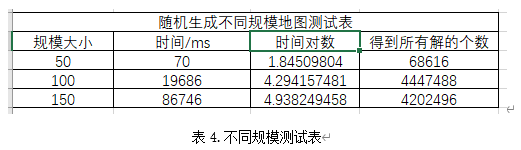 随机生成不同规模地图测试表
规模大小 时间/ms 时间对数 得到所有解的个数
50 70 1.84509804 68616
100 19686 4.294157481 4447488
150 86746 4.938249458 4202496
表 4.不同规模测试表↵